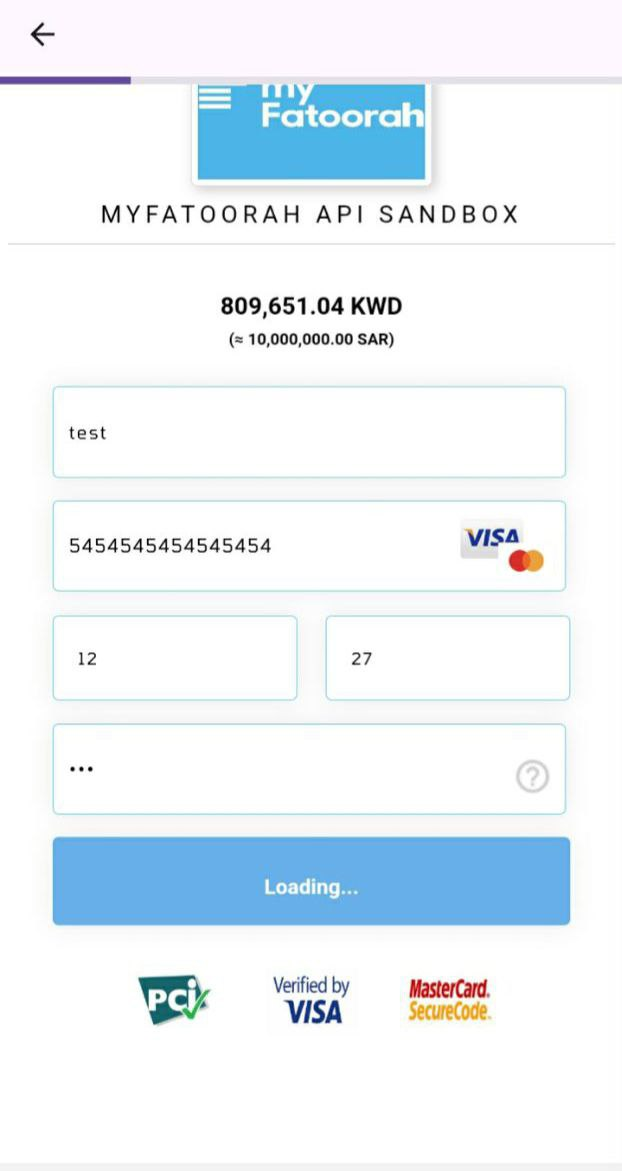 my
Fatoorah
MYFATOORAH API SANDBOX
809,651.04 KWD
(≈ 10,000,000.00 SAR)
test
5454545454545454
VISA
12
27
•••
?
Loading...
PCi
Verified by
VISA
MasterCard.
SecureCode.